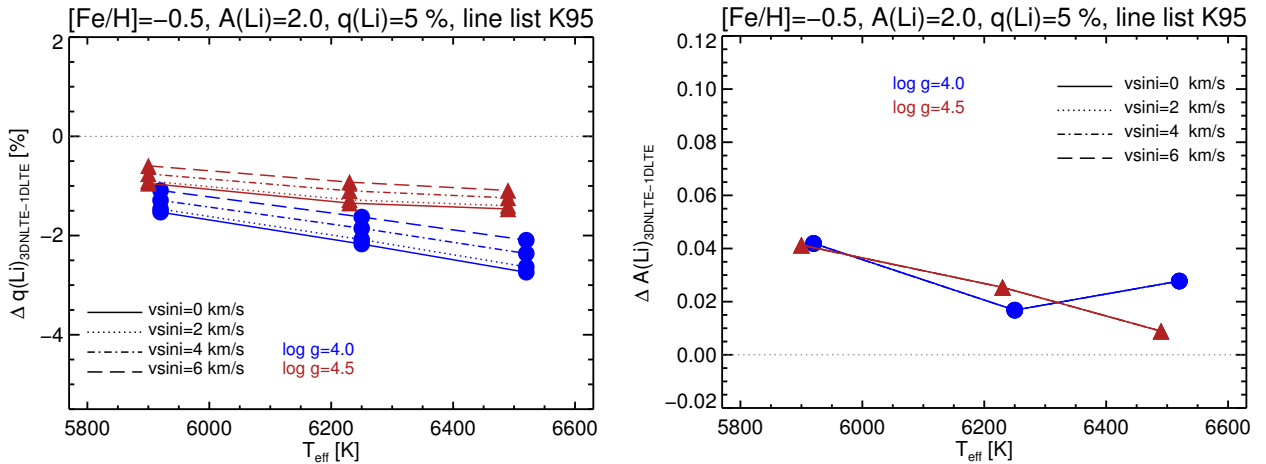 [Fe/H]=−0.5, A(Li)=2.0, q(Li)=5 %, line list K95
2
0
−2
−4
Δ q(Li)3DNLTE−1DLTE [%]
vsini=0 km/s
vsini=2 km/s
vsini=4 km/s
vsini=6 km/s
log g=4.0
log g=4.5
5800 6000 6200 6400 6600
Teff [K]
[Fe/H]=−0.5, A(Li)=2.0, q(Li)=5 %, line list K95
0.12
0.10
0.08
0.06
0.04
0.02
0.00
−0.02
Δ A(Li)3DNLTE−1DLTE
log g=4.0
log g=4.5
vsini=0 km/s
vsini=2 km/s
vsini=4 km/s
vsini=6 km/s
5800 6000 6200 6400 6600
Teff [K]